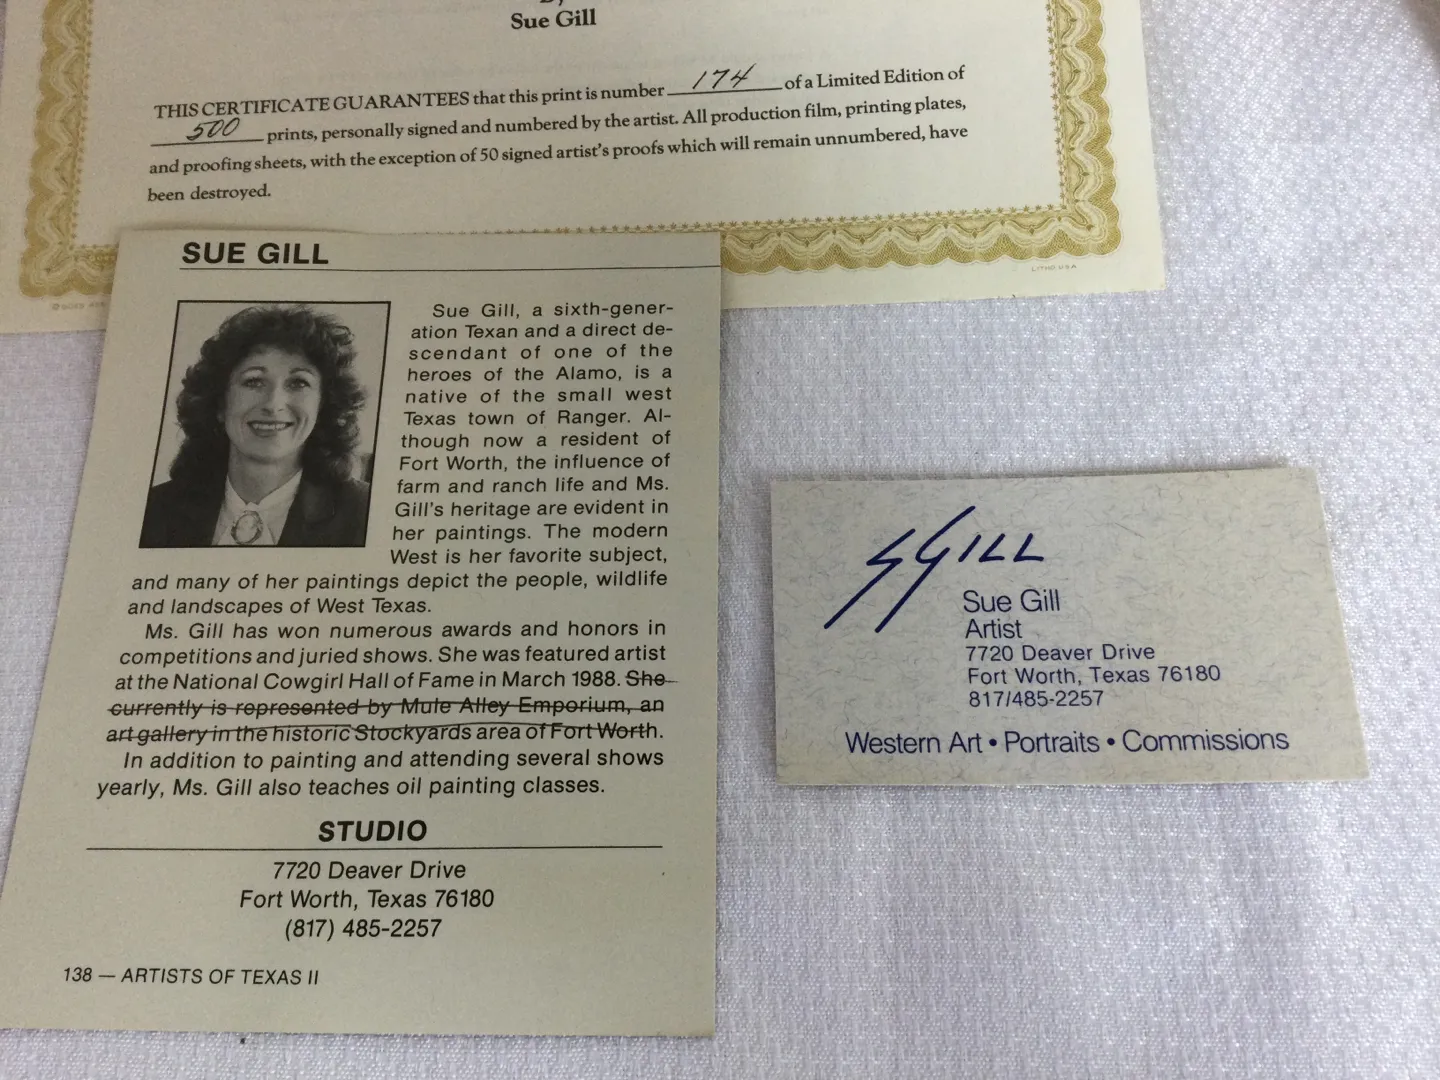 Sue Gill
THIS CERTIFICATE GUARANTEES that this print is number 174 of a Limited Edition of
500 prints, personally signed and numbered by the artist. All production film, printing plates,
and proofing sheets, with the exception of 50 signed artist's proofs which will remain unnumbered, have
been destroyed.
LITHO. USA
SUE GILL
Sue Gill, a sixth-gener-
ation Texan and a direct de-
scendant of one of the
heroes of the Alamo, is a
native of the small west
Texas town of Ranger. Al-
though now a resident of
Fort Worth, the influence of
farm and ranch life and Ms.
Gill's heritage are evident in
her paintings. The modern
West is her favorite subject,
and many of her paintings depict the people, wildlife
and landscapes of West Texas.
Ms. Gill has won numerous awards and honors in
competitions and juried shows. She was featured artist
at the National Cowgirl Hall of Fame in March 1988. She
currently is represented by Mule Alley Emporium, an
art gallery in the historic Stockyards area of Fort Worth.
In addition to painting and attending several shows
yearly, Ms. Gill also teaches oil painting classes.
STUDIO
7720 Deaver Drive
Fort Worth, Texas 76180
(817) 485-2257
138 — ARTISTS OF TEXAS II
SGILL
Sue Gill
Artist
7720 Deaver Drive
Fort Worth, Texas 76180
817/485-2257
Western Art • Portraits • Commissions